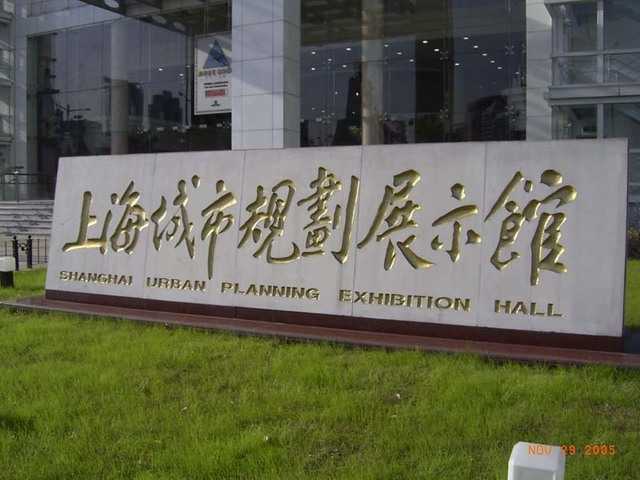 上海城市規劃展示館
SHANGHAI URBAN PLANNING EXHIBITION HALL
NOV 29 2005